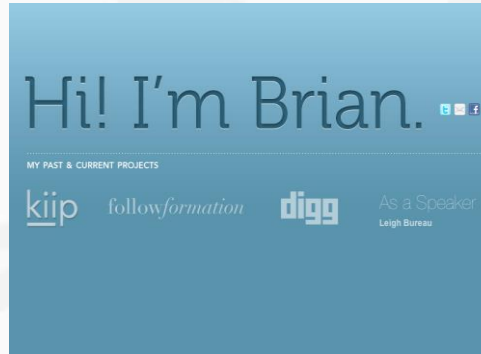 Hi! I'm Brian.
MY PAST & CURRENT PROJECTS
kiip
followformation
digg
As a Speaker
Leigh Bureau